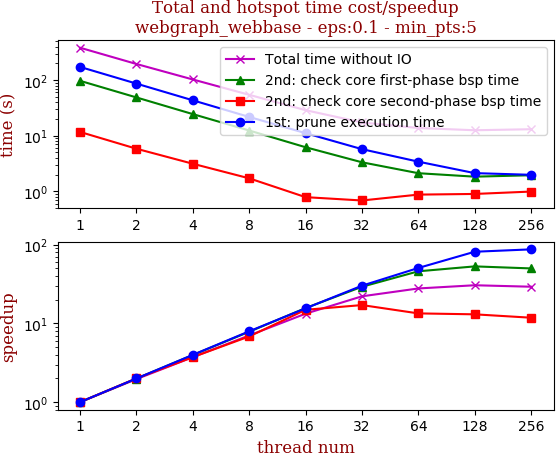 Total and hotspot time cost/speedup
webgraph_webbase - eps:0.1 - min_pts:5
time (s)
10²
10¹
10⁰
Total time without IO
2nd: check core first-phase bsp time
2nd: check core second-phase bsp time
1st: prune execution time
1 2 4 8 16 32 64 128 256
speedup
10²
10¹
10⁰
1 2 4 8 16 32 64 128 256
thread num